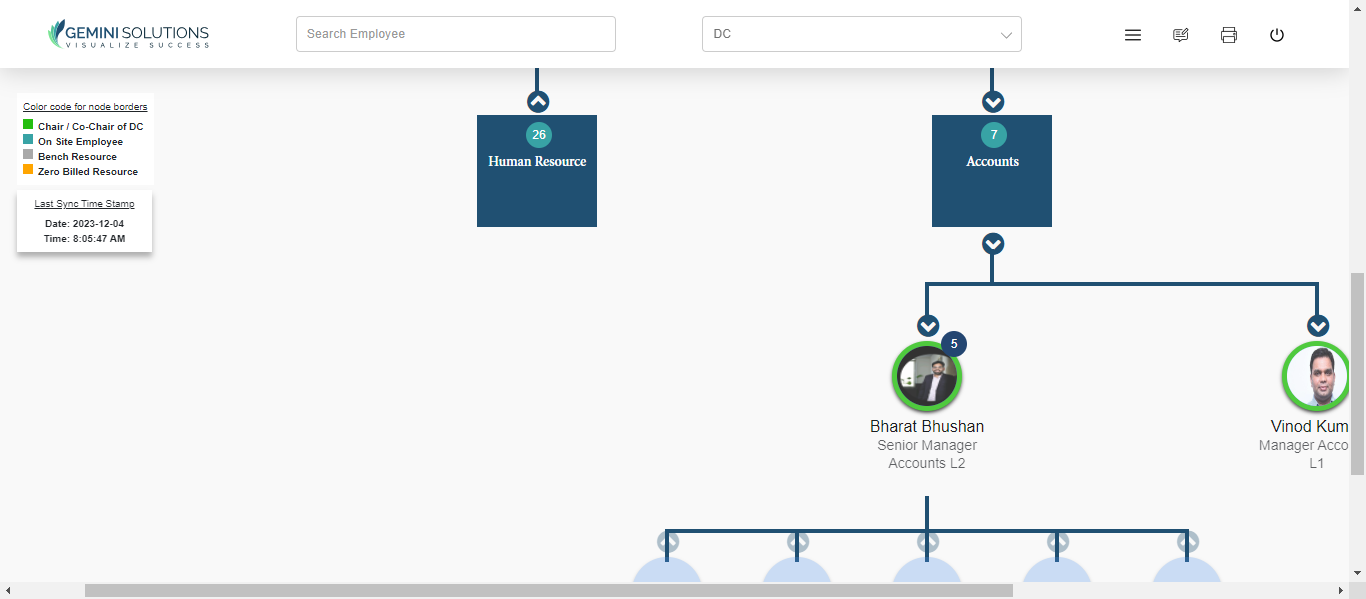 GEMINI SOLUTIONS
VISUALIZE SUCCESS
Search Employee
DC
Color code for node borders
Chair / Co-Chair of DC
On Site Employee
Bench Resource
Zero Billed Resource
Last Sync Time Stamp
Date: 2023-12-04
Time: 8:05:47 AM
26
Human Resource
7
Accounts
5
Bharat Bhushan
Senior Manager
Accounts L2
Vinod Kum
Manager Acco
L1